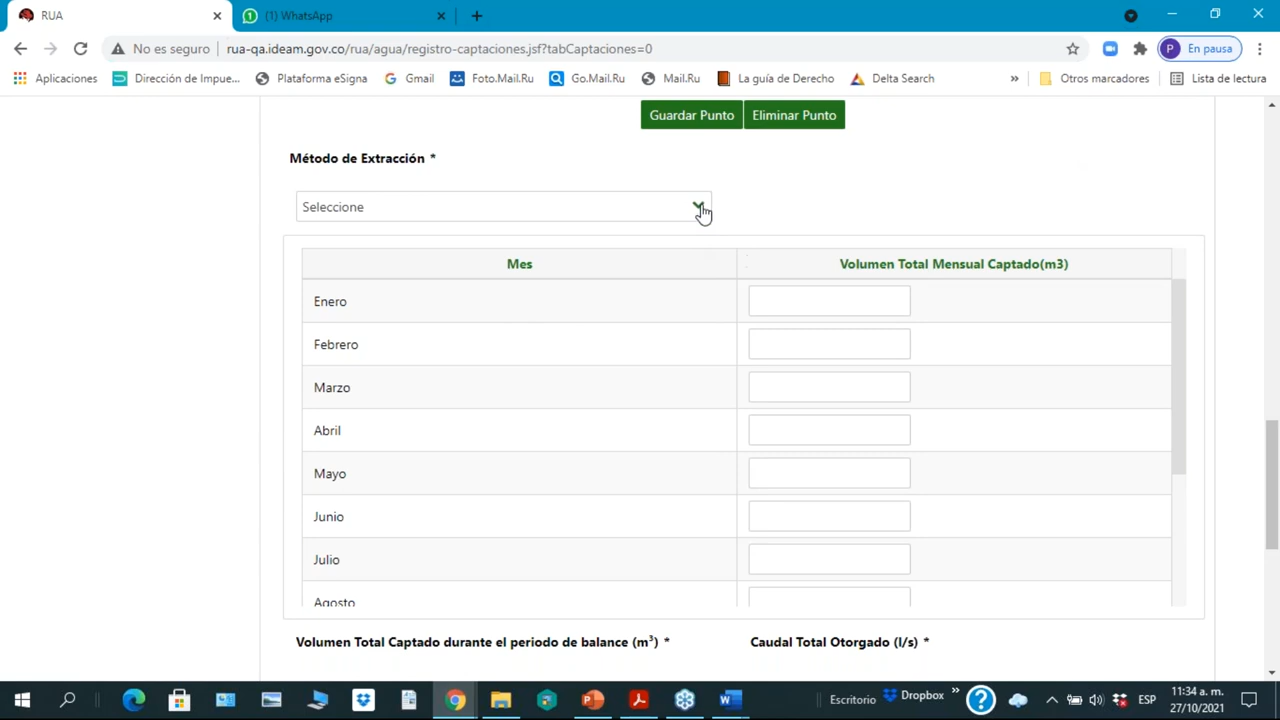 RUA
(1) WhatsApp
No es seguro
rua-qa.ideam.gov.co/rua/agua/registro-captaciones.jsf?tabCaptaciones=0
P En pausa
Aplicaciones
Dirección de Impue...
Plataforma eSigna
Gmail
Foto.Mail.Ru
Go.Mail.Ru
Mail.Ru
La guía de Derecho
Delta Search
»
Otros marcadores
Lista de lectura
Guardar Punto
Eliminar Punto
Método de Extracción *
Seleccione
Mes
Volumen Total Mensual Captado(m3)
Enero
Febrero
Marzo
Abril
Mayo
Junio
Julio
Agosto
Volumen Total Captado durante el periodo de balance (m³) *
Caudal Total Otorgado (l/s) *
Escritorio
Dropbox
»
ESP
11:34 a. m.
27/10/2021